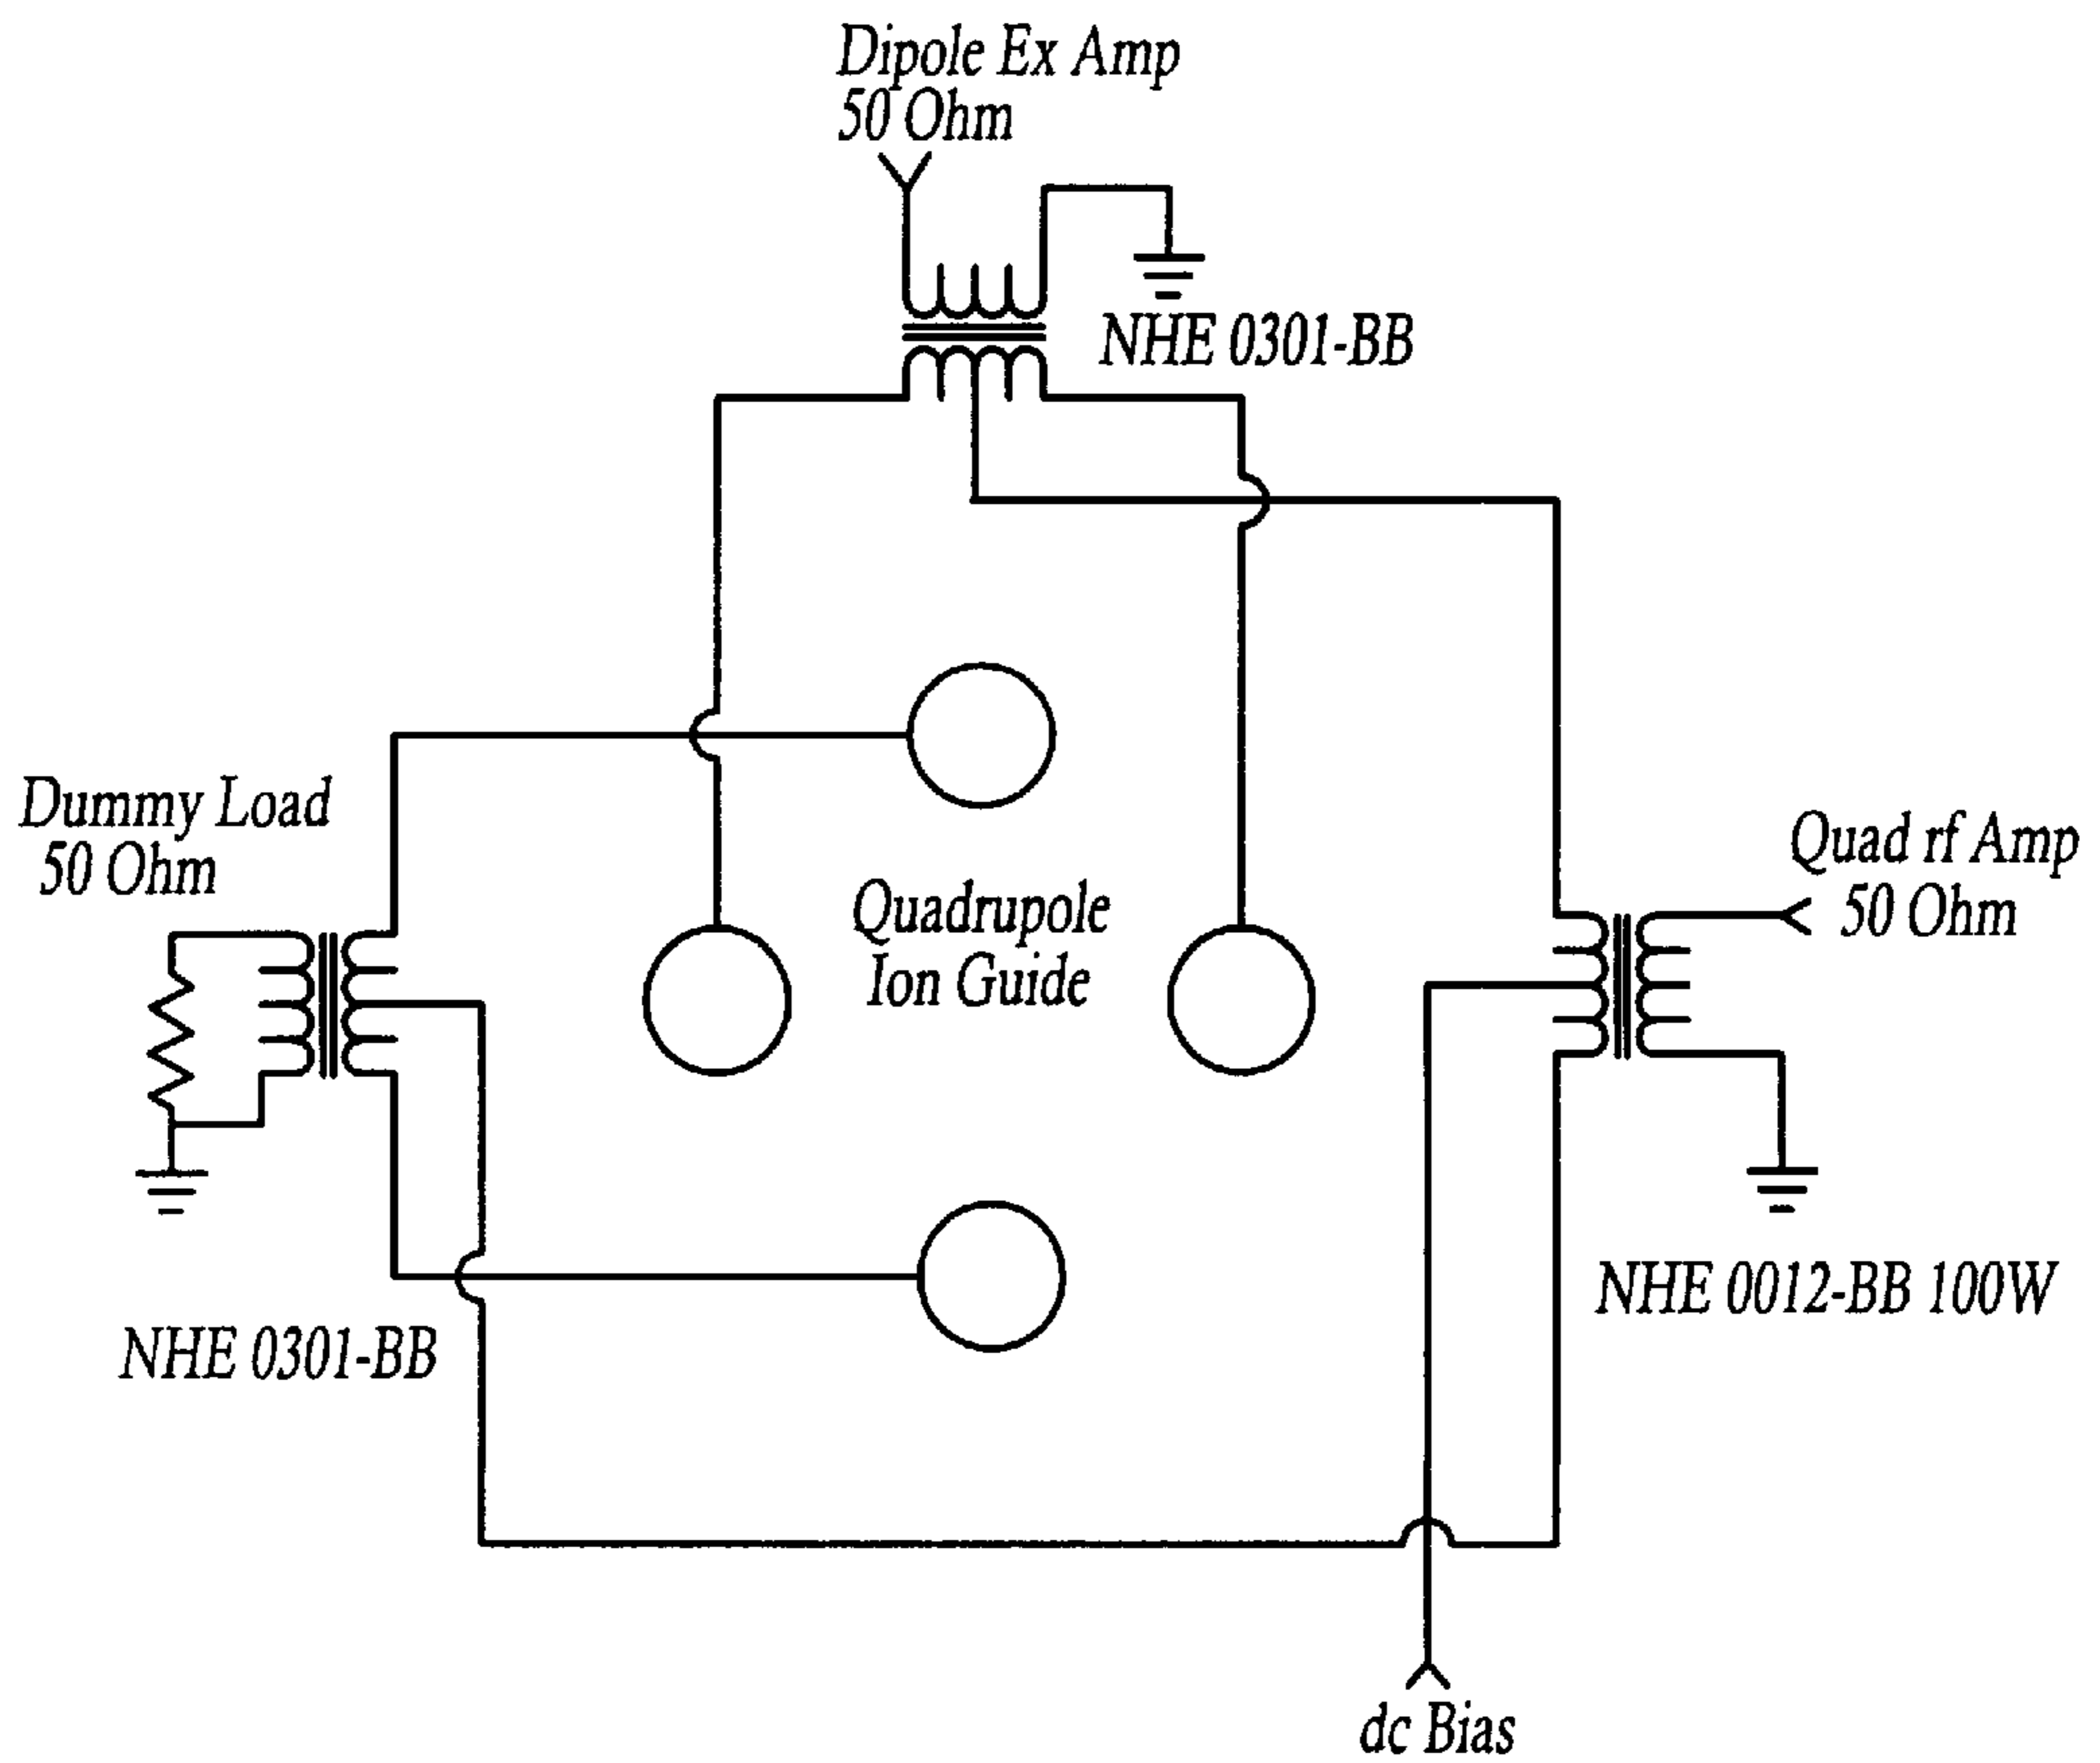 Dipole Ex Amp
50 Ohm
NHE 0301-BB
Dummy Load
50 Ohm
Quadrupole
Ion Guide
Quad rf Amp
50 Ohm
NHE 0012-BB 100W
NHE 0301-BB
dc Bias